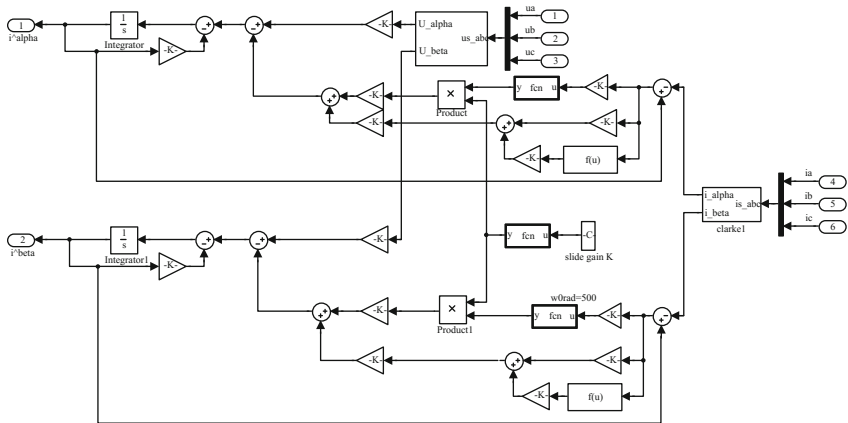 1
i^alpha
1
s
Integrator
-K-
-K-
U_alpha
U_beta
us_abc
ua
1
ub
2
uc
3
-K-
-K-
×
Product
y fcn u
-K-
-K-
-K-
f(u)
ia
4
i_alpha
i_beta
is_abc
clarke1
ib
5
ic
6
2
i^beta
1
s
Integrator1
-K-
-K-
y fcn u
-C-
slide gain K
-K-
×
Product1
w0rad=500
y fcn u
-K-
-K-
-K-
-K-
f(u)